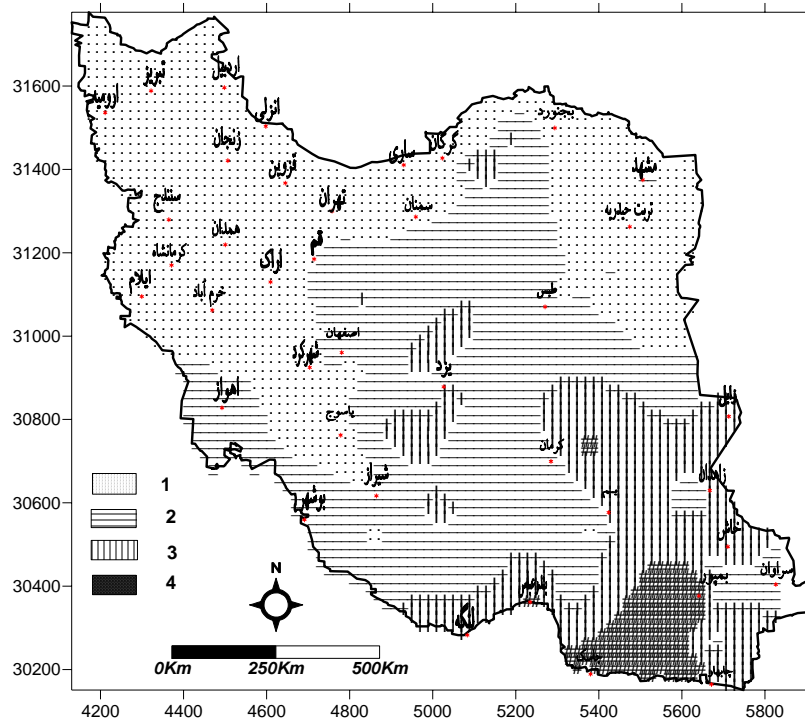 31600
31400
31200
31000
30800
30600
30400
30200
4200
4400
4600
4800
5000
5200
5400
5600
5800
تبریز
اردبیل
ارومیه
انزلی
زنجان
قزوین
ساری
گرگان
بجنورد
مشهد
تربت حیدریه
سنندج
همدان
تهران
سمنان
کرمانشاه
قم
ایلام
خرم آباد
اراک
طبس
اصفهان
شهرکرد
یزد
اهواز
یاسوج
زابل
کرمان
شیراز
زاهدان
بوشهر
بم
خاش
سراوان
بمپور
لنگه
جاسک
چابهار
1
2
3
4
N
0Km
250Km
500Km